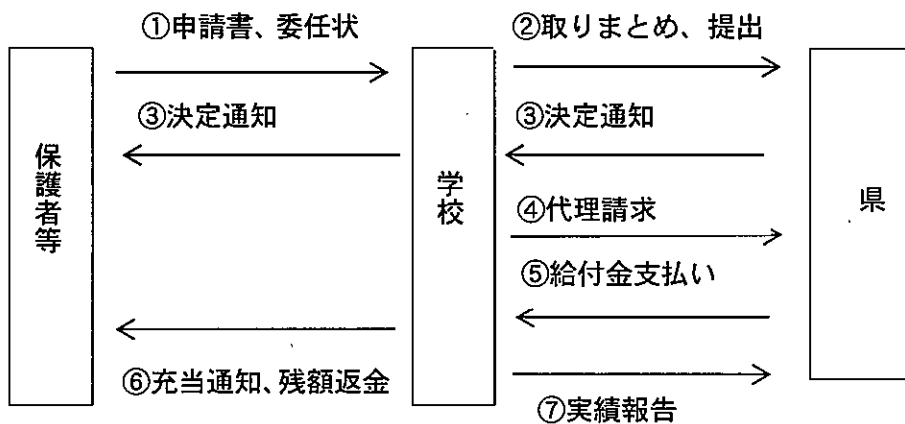 ①申請書、委任状
②取りまとめ、提出
③決定通知
③決定通知
保護者等
学校
県
④代理請求
⑤給付金支払い
⑥充当通知、残額返金
⑦実績報告